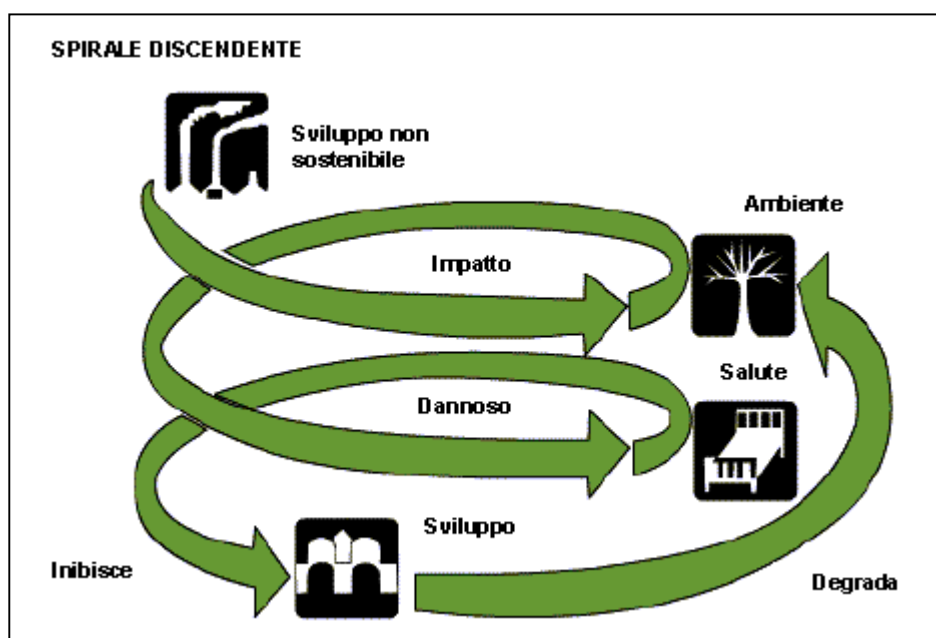 SPIRALE DISCENDENTE
Sviluppo non
sostenibile
Ambiente
Impatto
Salute
Dannoso
Sviluppo
Inibisce
Degrada